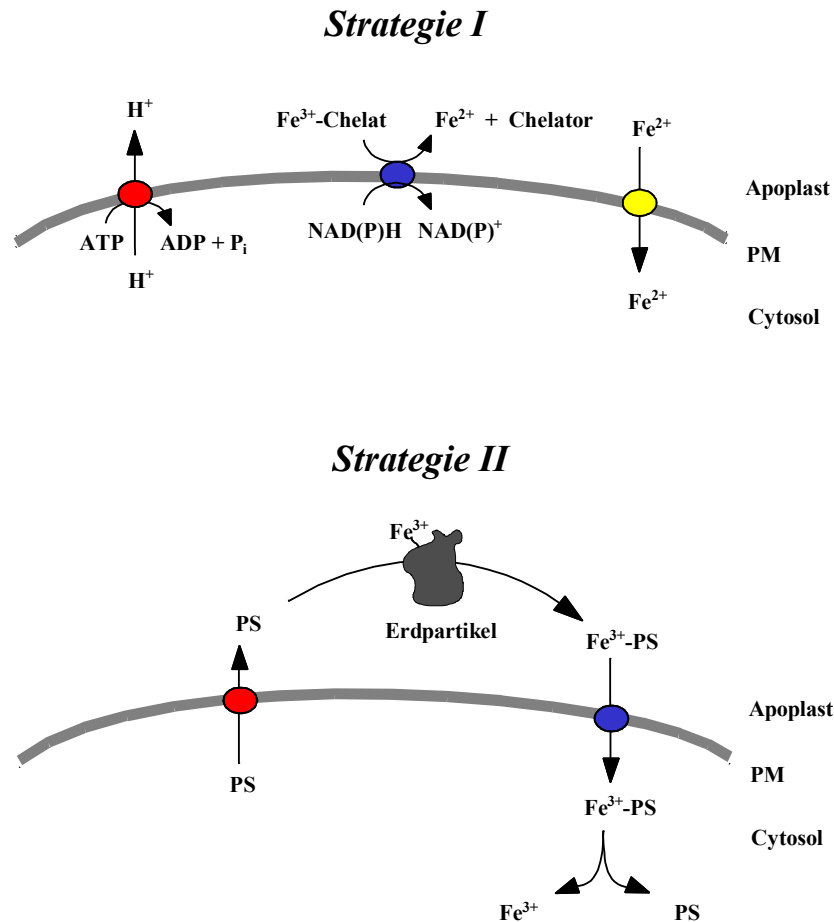 Strategie I
H⁺
Fe³⁺-Chelat
Fe²⁺ + Chelator
Fe²⁺
Apoplast
ATP
ADP + Pᵢ
NAD(P)H
NAD(P)⁺
PM
H⁺
Fe²⁺
Cytosol
Strategie II
Fe³⁺
PS
Erdpartikel
Fe³⁺-PS
Apoplast
PM
PS
Fe³⁺-PS
Cytosol
Fe³⁺
PS